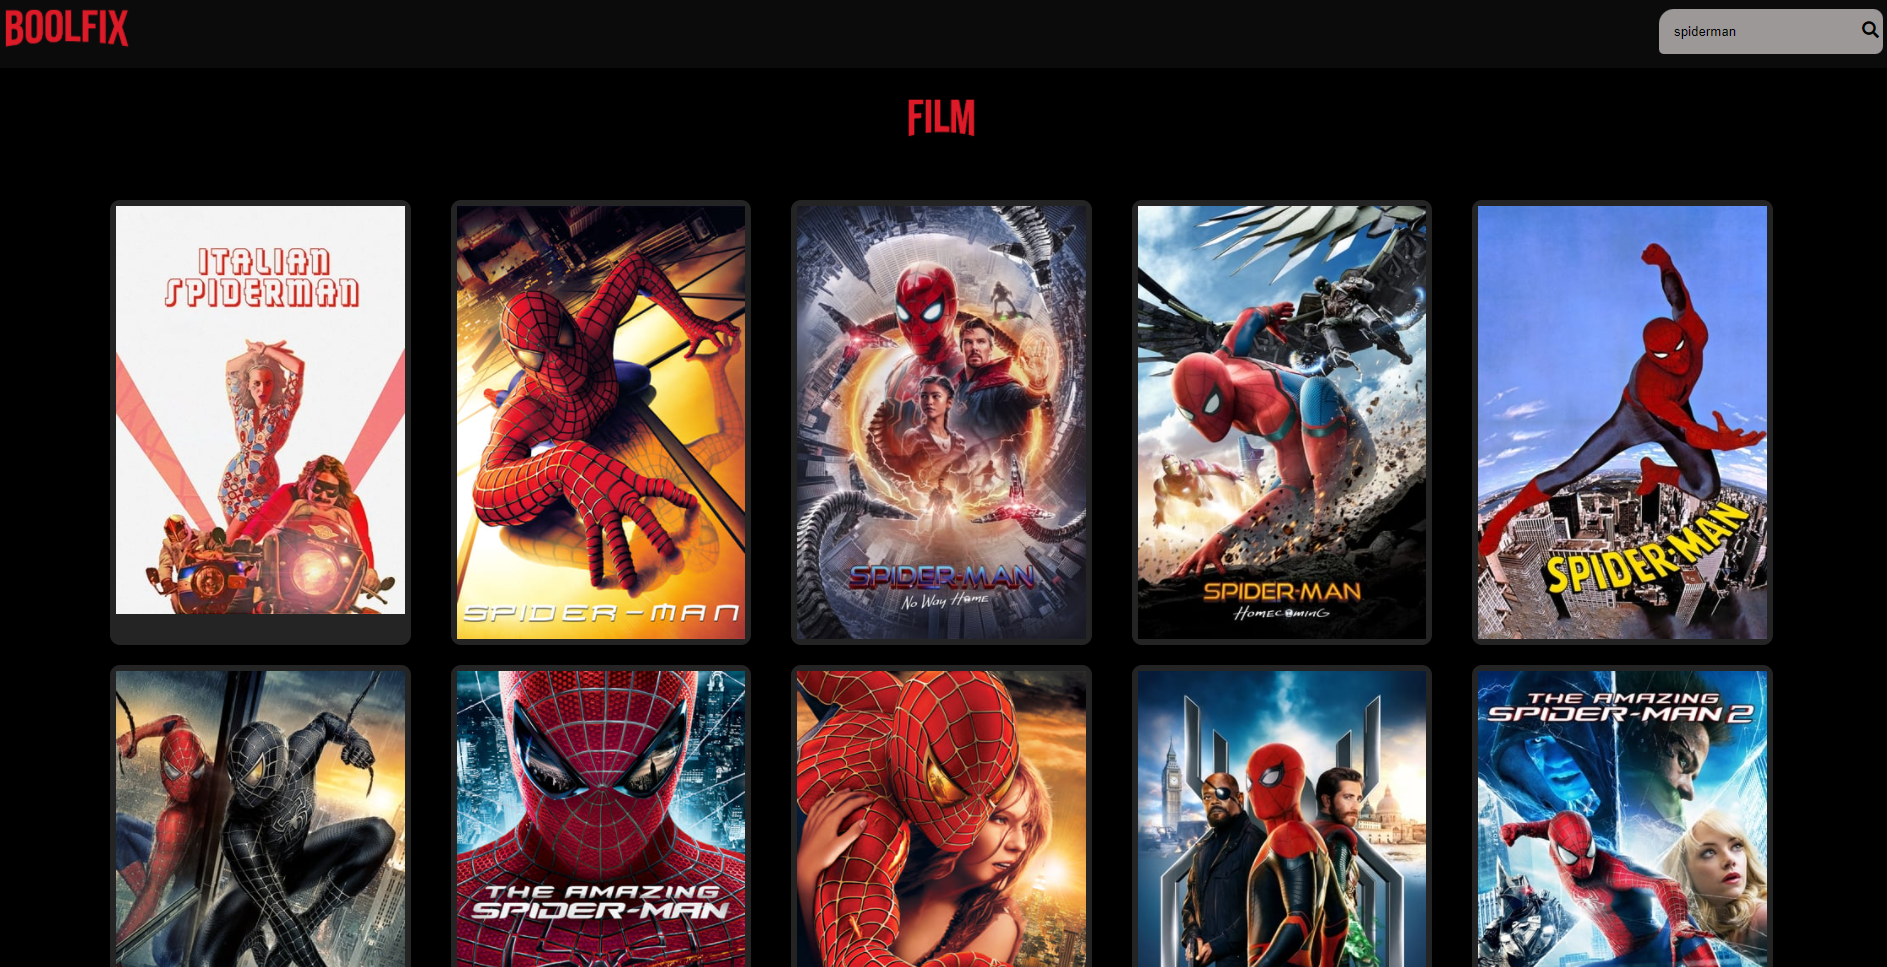 BOOLFIX
spiderman
FILM
ITALIAN
SPIDERMAN
SPIDER-MAN
SPIDER-MAN
No Way Home
SPIDER-MAN
HOMECOMING
SPIDER-MAN
THE AMAZING
SPIDER-MAN
THE AMAZING
SPIDER-MAN 2